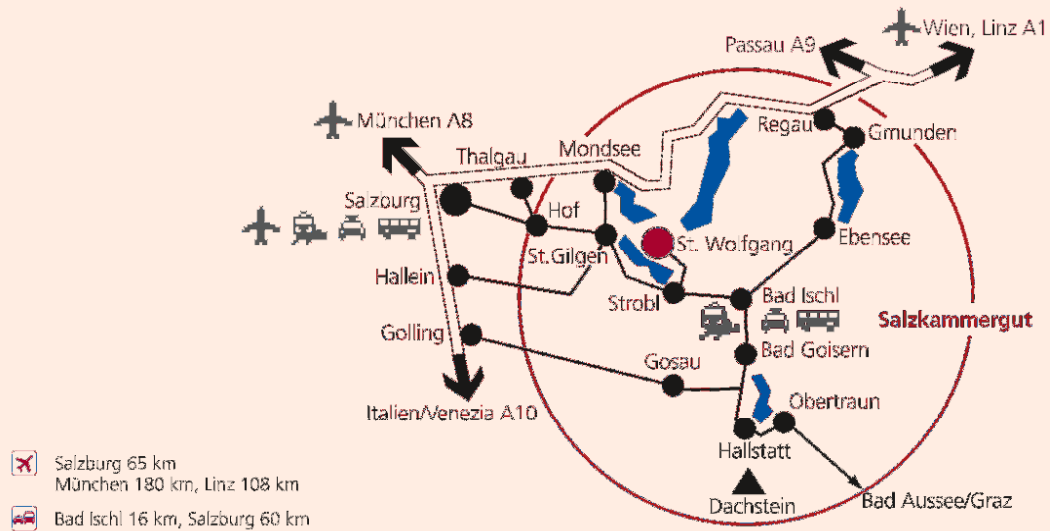 Wien, Linz A1
Passau A9
München A8
Regau
Gmunden
Mondsee
Thalgau
Salzburg
Hof
St.Gilgen
St. Wolfgang
Ebensee
Hallein
Strobl
Bad Ischl
Salzkammergut
Golling
Gosau
Bad Goisern
Italien/Venezia A10
Obertraun
Hallstatt
Dachstein
Bad Aussee/Graz
Salzburg 65 km
München 180 km, Linz 108 km
Bad Ischl 16 km, Salzburg 60 km